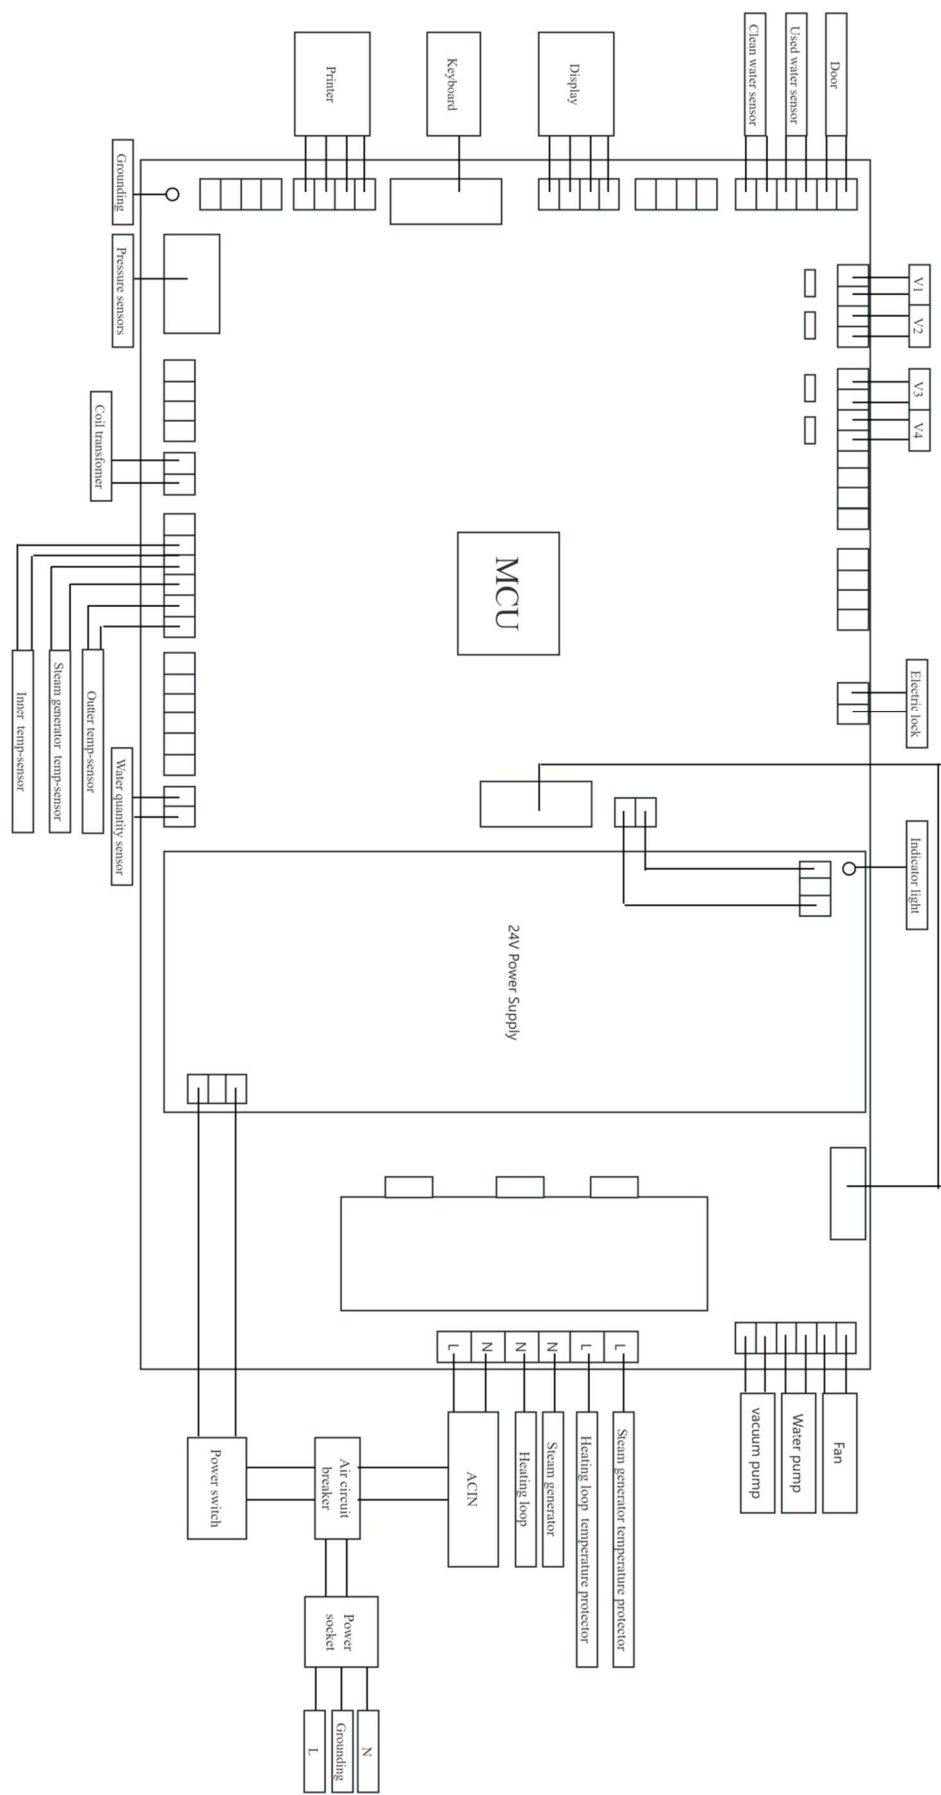 Printer
Keyboard
Display
Clean water sensor
Used water sensor
Door
Grounding
Pressure sensors
V1
V2
V3
V4
Coil transfomer
MCU
Electric lock
Inner temp-sensor
Steam generator temp-sensor
Outter temp-sensor
Water quantity sensor
Indicator light
24V Power Supply
L
N
N
N
L
L
Power switch
Air circuit
breaker
ACIN
Heating loop
Steam generator
Heating loop temperature protector
Steam generator temperature protector
vacuum pump
Water pump
Fan
Power
socket
L
Grounding
N